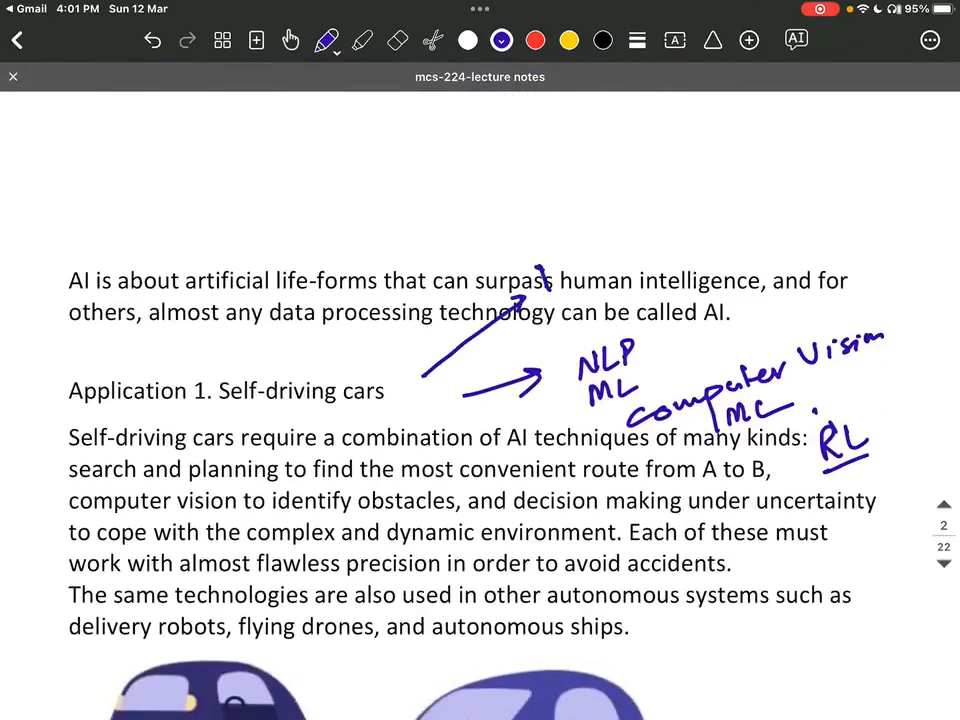 Gmail 4:01 PM Sun 12 Mar 95%
AI
mcs-224-lecture notes
AI is about artificial life-forms that can surpass human intelligence, and for
others, almost any data processing technology can be called AI.
NLP
ML
Computer Vision
MC
RL
Application 1. Self-driving cars
Self-driving cars require a combination of AI techniques of many kinds:
search and planning to find the most convenient route from A to B,
computer vision to identify obstacles, and decision making under uncertainty
to cope with the complex and dynamic environment. Each of these must
work with almost flawless precision in order to avoid accidents.
The same technologies are also used in other autonomous systems such as
delivery robots, flying drones, and autonomous ships.
2
22